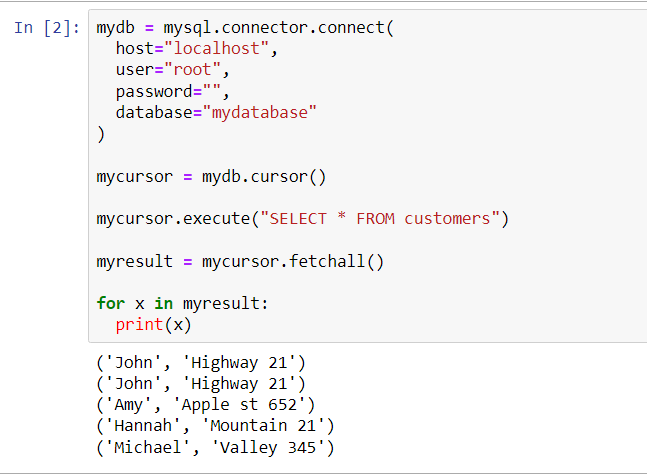 In [2]: mydb = mysql.connector.connect(
  host="localhost",
  user="root",
  password="",
  database="mydatabase"
)
mycursor = mydb.cursor()
mycursor.execute("SELECT * FROM customers")
myresult = mycursor.fetchall()
for x in myresult:
  print(x)
('John', 'Highway 21')
('John', 'Highway 21')
('Amy', 'Apple st 652')
('Hannah', 'Mountain 21')
('Michael', 'Valley 345')